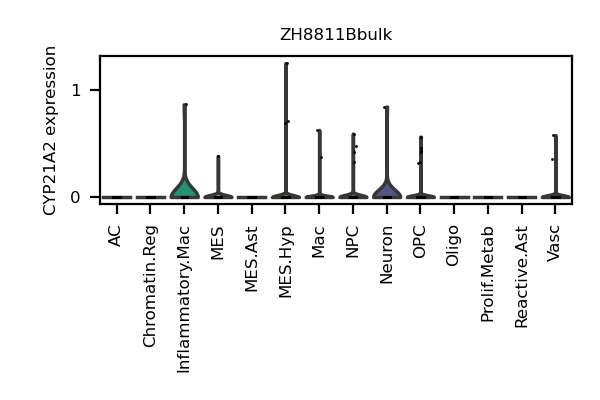 ZH8811Bbulk
CYP21A2 expression
1
0
AC
Chromatin.Reg
Inflammatory.Mac
MES
MES.Ast
MES.Hyp
Mac
NPC
Neuron
OPC
Oligo
Prolif.Metab
Reactive.Ast
Vasc